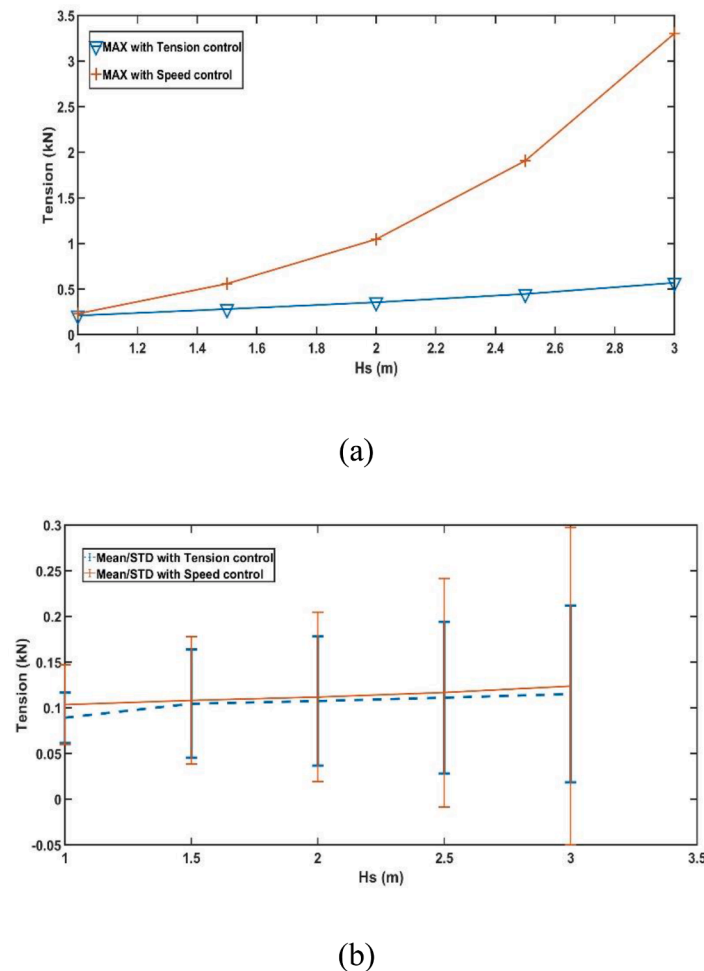 3.5
MAX with Tension control
MAX with Speed control
3
2.5
2
1.5
1
0.5
0
Tension (kN)
1 1.2 1.4 1.6 1.8 2 2.2 2.4 2.6 2.8 3
Hs (m)
(a)
0.3
Mean/STD with Tension control
Mean/STD with Speed control
0.25
0.2
0.15
0.1
0.05
0
-0.05
Tension (kN)
1 1.5 2 2.5 3 3.5
Hs (m)
(b)